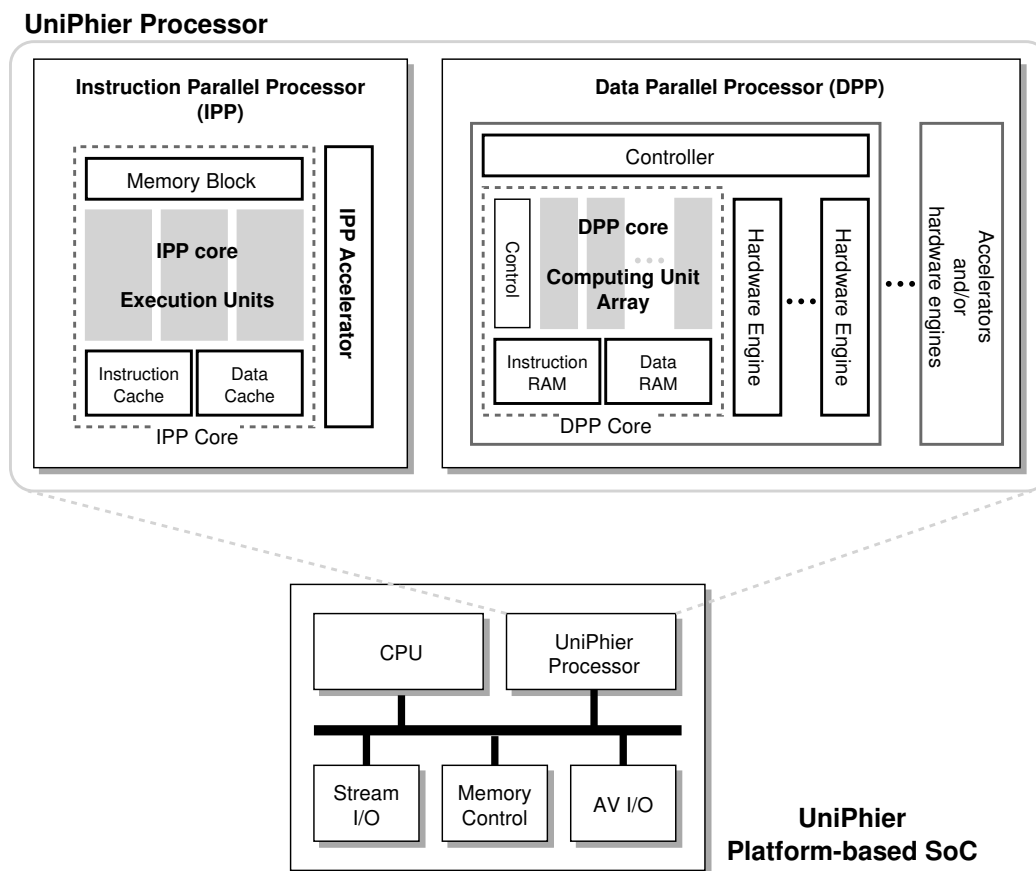 UniPhier Processor
Instruction Parallel Processor
(IPP)
Memory Block
IPP core
Execution Units
Instruction
Cache
Data
Cache
IPP Core
IPP Accelerator
Data Parallel Processor (DPP)
Controller
Control
DPP core
Computing Unit
Array
Instruction
RAM
Data
RAM
DPP Core
Hardware Engine
Hardware Engine
Accelerators
and/or
hardware engines
CPU
UniPhier
Processor
Stream
I/O
Memory
Control
AV I/O
UniPhier
Platform-based SoC